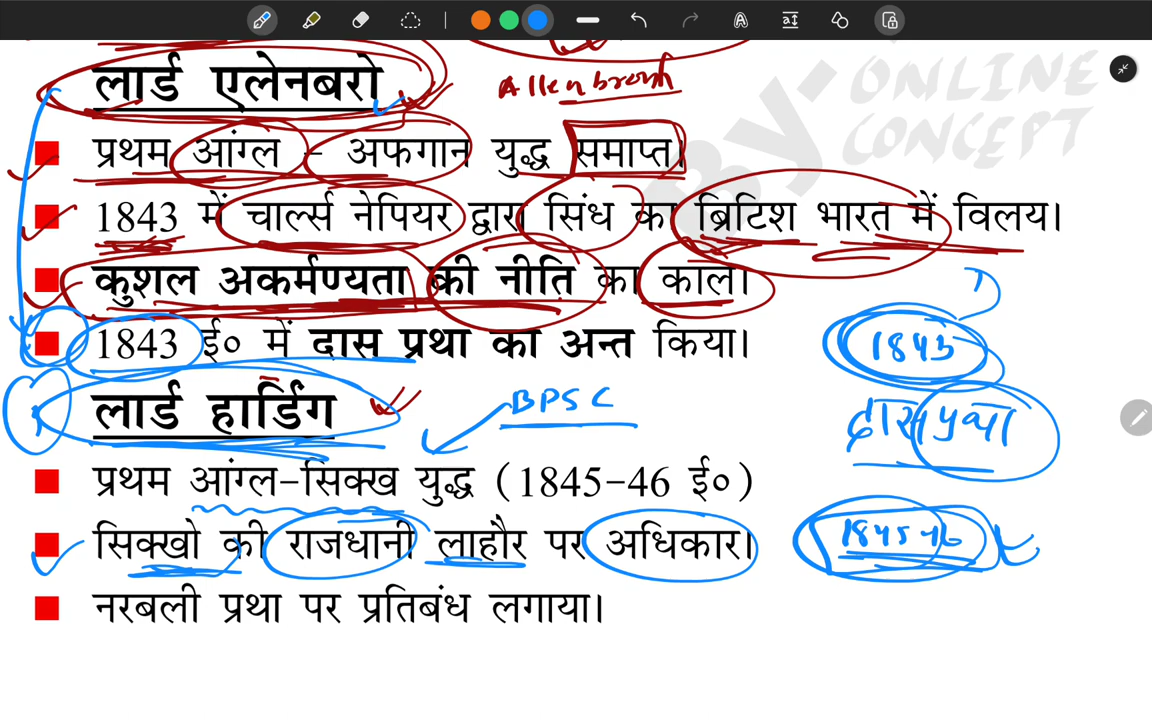 लार्ड एलेनबरो
Allenbrough
ONLINE
CONCEPT
By
प्रथम आंग्ल - अफगान युद्ध समाप्त।
1843 में चार्ल्स नेपियर द्वारा सिंध का ब्रिटिश भारत में विलय।
कुशल अकर्मण्यता की नीति का काल।
1843 ई० में दास प्रथा का अन्त किया।
1843
लार्ड हार्डिंग
BPSC
दास प्रथा
प्रथम आंग्ल-सिक्ख युद्ध (1845-46 ई०)
सिक्खो की राजधानी लाहौर पर अधिकार।
1845-46
नरबली प्रथा पर प्रतिबंध लगाया।